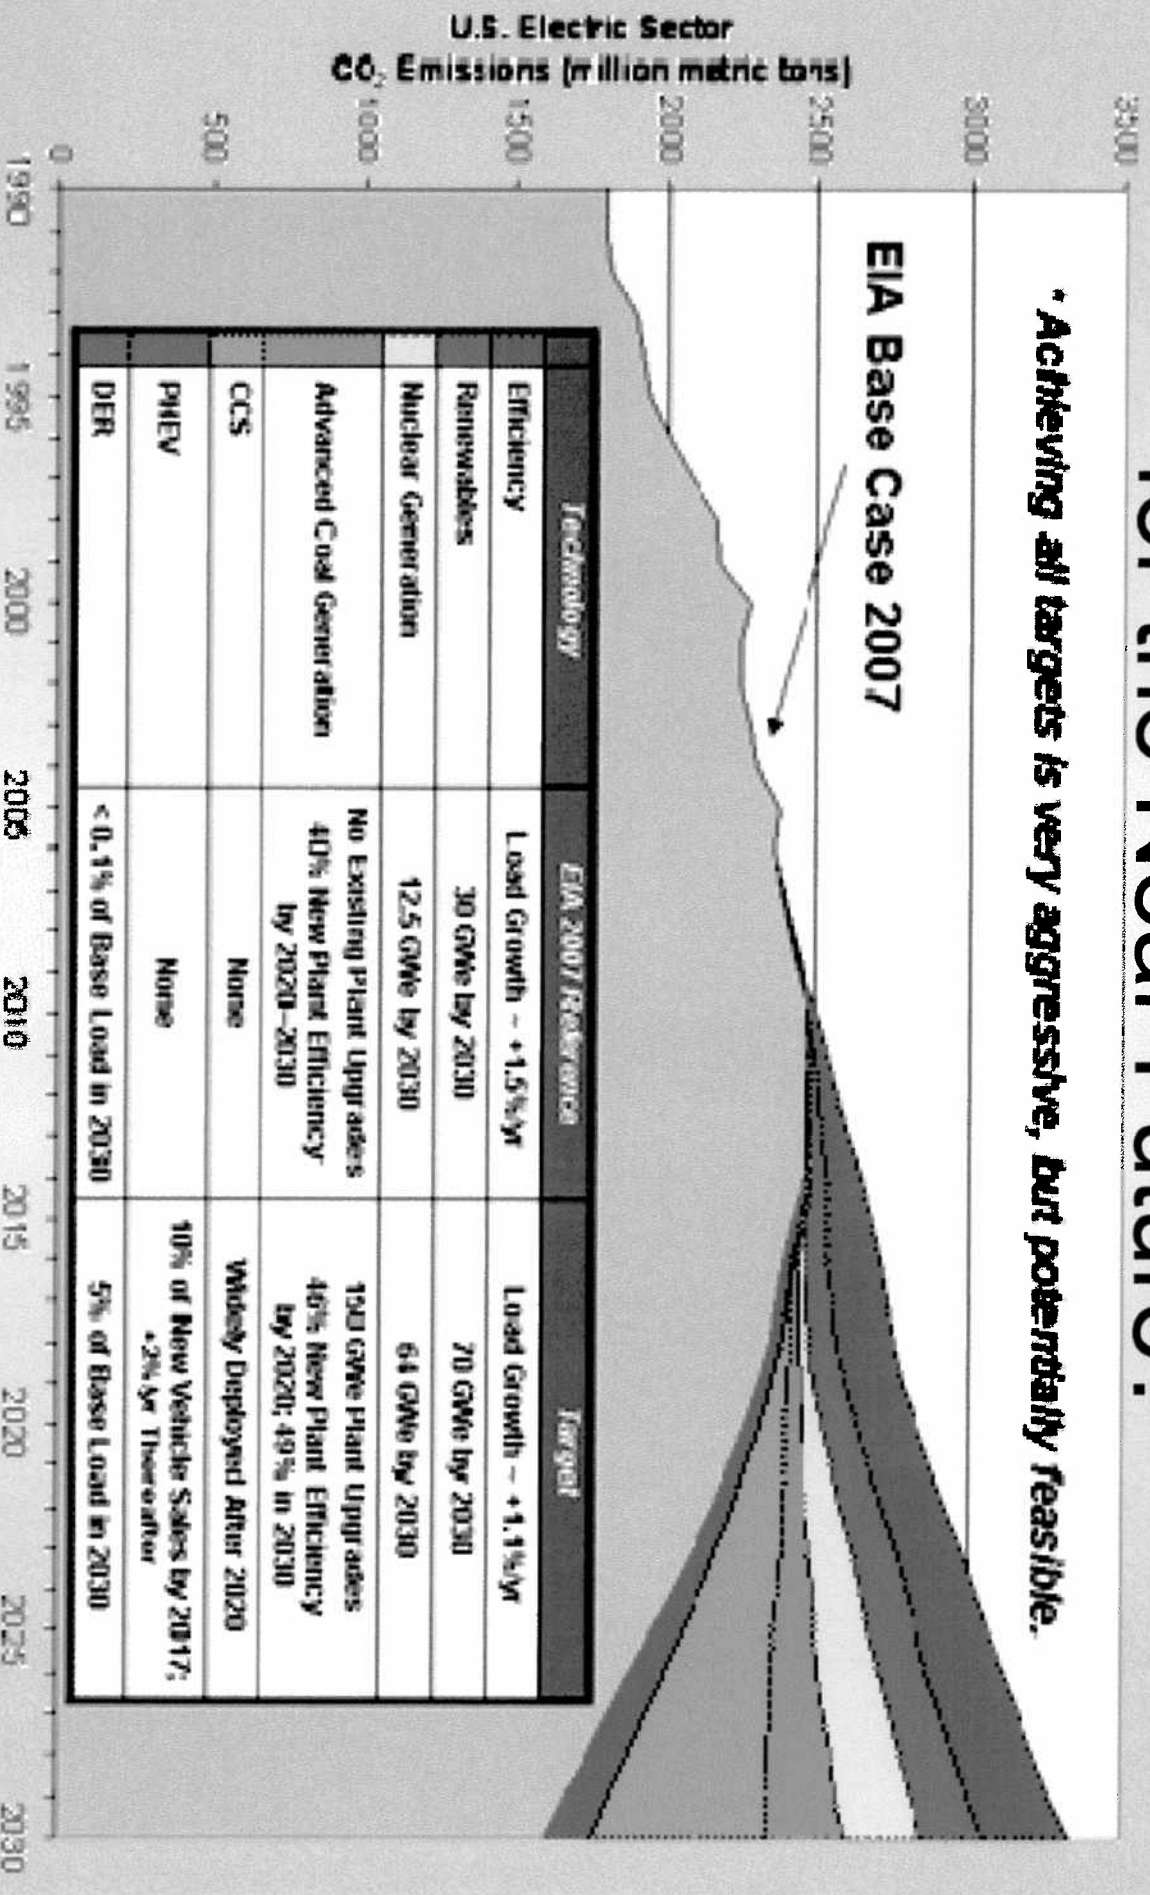 for the Near Future?
* Achieving all targets is very aggressive, but potentially feasible.
EIA Base Case 2007
U.S. Electric Sector
CO2 Emissions (million metric tons)
3500
3000
2500
2000
1500
1000
500
0
Technology EIA 2007 Reference Target
Efficiency Load Growth ~ +1.5%/yr Load Growth ~ +1.1%/yr
Renewables 30 GWe by 2030 70 GWe by 2030
Nuclear Generation 12.5 GWe by 2030 64 GWe by 2030
Advanced Coal Generation
No Existing Plant Upgrades
40% New Plant Efficiency
by 2020–2030
150 GWe Plant Upgrades
46% New Plant Efficiency
by 2020; 49% in 2030
CCS None Widely Deployed After 2020
PHEV None
10% of New Vehicle Sales by 2017;
+2%/yr Thereafter
DER < 0.1% of Base Load in 2030 5% of Base Load in 2030
1990 1995 2000 2005 2010 2015 2020 2025 2030